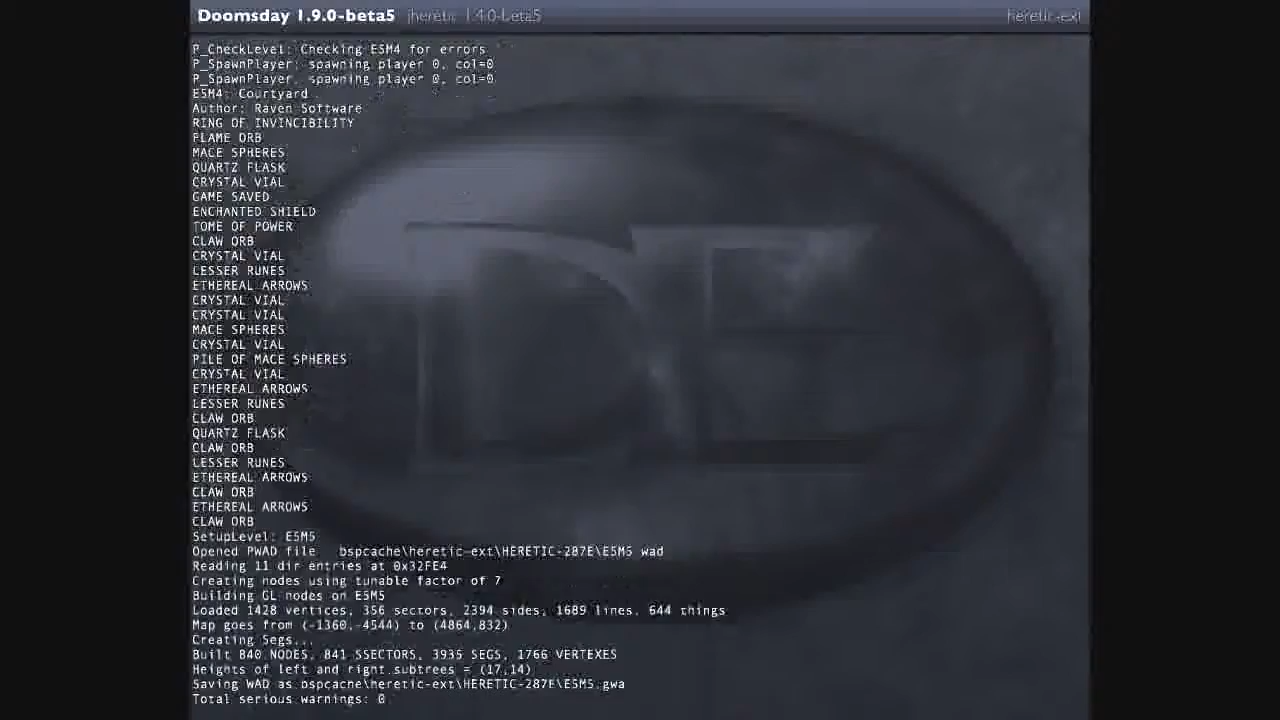 Doomsday 1.9.0-beta5 jheretic 1.4.0-beta5 heretic-ext
P_CheckLevel: Checking E5M4 for errors
P_SpawnPlayer: spawning player 0, col=0
P_SpawnPlayer: spawning player 0, col=0
E5M4: Courtyard
Author: Raven Software
RING OF INVINCIBILITY
FLAME ORB
MACE SPHERES
QUARTZ FLASK
CRYSTAL VIAL
GAME SAVED
ENCHANTED SHIELD
TOME OF POWER
CLAW ORB
CRYSTAL VIAL
LESSER RUNES
ETHEREAL ARROWS
CRYSTAL VIAL
CRYSTAL VIAL
MACE SPHERES
CRYSTAL VIAL
PILE OF MACE SPHERES
CRYSTAL VIAL
ETHEREAL ARROWS
LESSER RUNES
CLAW ORB
QUARTZ FLASK
CLAW ORB
LESSER RUNES
ETHEREAL ARROWS
CLAW ORB
ETHEREAL ARROWS
CLAW ORB
SetupLevel: E5M5
Opened PWAD file bspcache\heretic-ext\HERETIC-287E\E5M5 wad
Reading 11 dir entries at 0x32FE4
Creating nodes using tunable factor of 7
Building GL nodes on E5M5
Loaded 1428 vertices, 356 sectors, 2394 sides, 1689 lines, 644 things
Map goes from (-1360,-4544) to (4864,832)
Creating Segs...
Built 840 NODES, 841 SSECTORS, 3935 SEGS, 1766 VERTEXES
Heights of left and right subtrees = (17,14)
Saving WAD as bspcache\heretic-ext\HERETIC-287E\E5M5.gwa
Total serious warnings: 0
DE